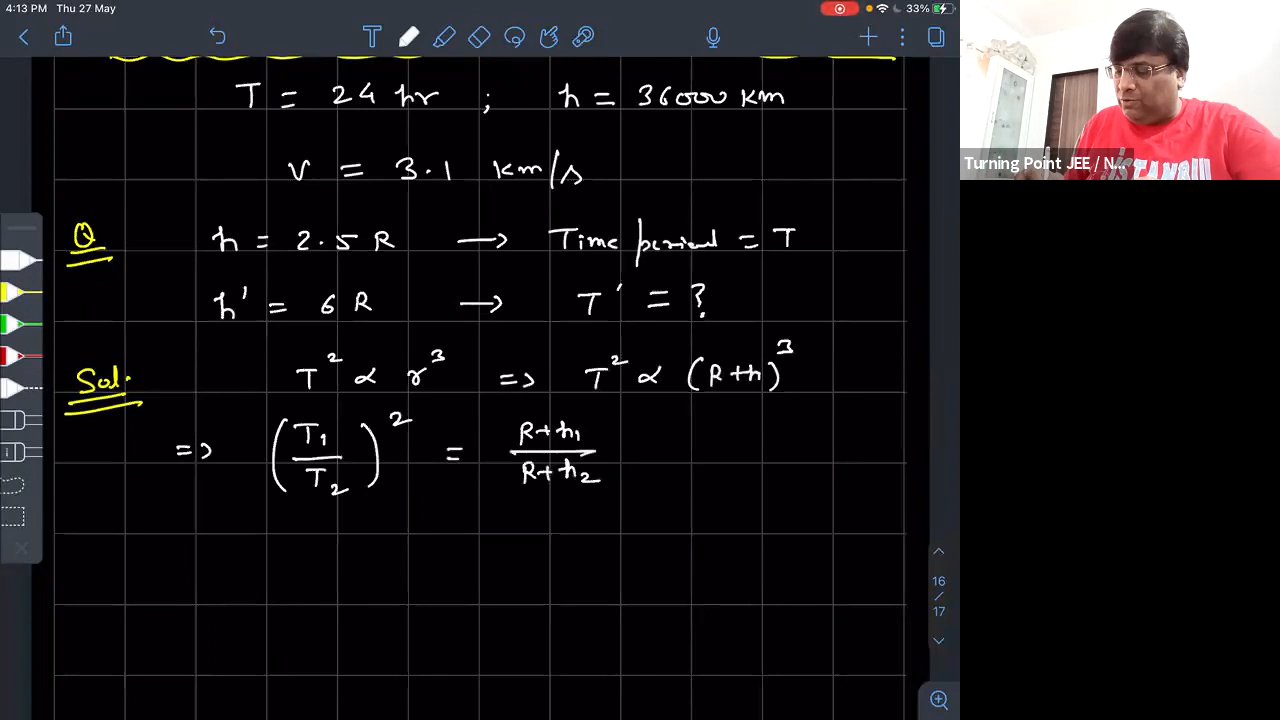 4:13 PM Thu 27 May
33%
T = 24 hr ; h = 36000 km
v = 3.1 km/s
Q h = 2.5 R → Time period = T
h' = 6 R → T' = ?
Sol. T² ∝ r³ => T² ∝ (R+h)³
=> (T₁/T₂)² = R+h₁/R+h₂
Turning Point JEE / N...
ISTANBUL
16
/
17